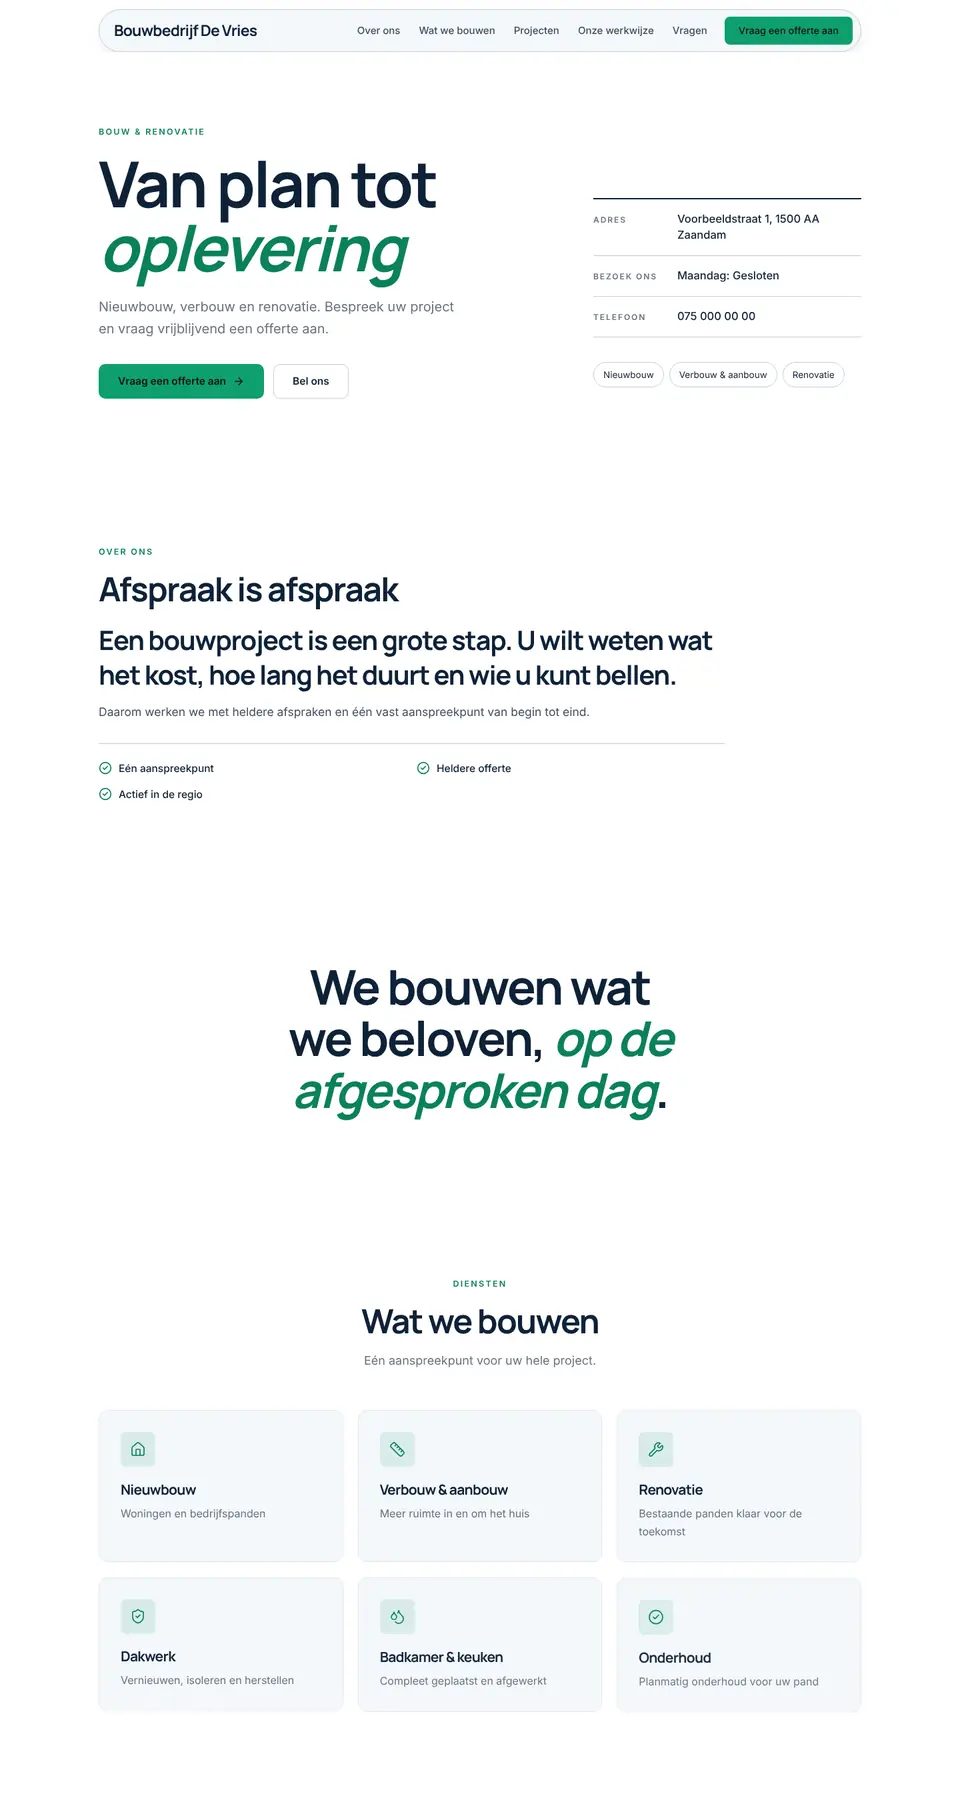 Bouwbedrijf De Vries
Over ons
Wat we bouwen
Projecten
Onze werkwijze
Vragen
Vraag een offerte aan
BOUW & RENOVATIE
Van plan tot
oplevering
Nieuwbouw, verbouw en renovatie. Bespreek uw project
en vraag vrijblijvend een offerte aan.
Vraag een offerte aan →
Bel ons
ADRES
Voorbeeldstraat 1, 1500 AA
Zaandam
BEZOEK ONS
Maandag: Gesloten
TELEFOON
075 000 00 00
Nieuwbouw
Verbouw & aanbouw
Renovatie
OVER ONS
Afspraak is afspraak
Een bouwproject is een grote stap. U wilt weten wat
het kost, hoe lang het duurt en wie u kunt bellen.
Daarom werken we met heldere afspraken en één vast aanspreekpunt van begin tot eind.
Eén aanspreekpunt
Heldere offerte
Actief in de regio
We bouwen wat
we beloven, op de
afgesproken dag.
DIENSTEN
Wat we bouwen
Eén aanspreekpunt voor uw hele project.
Nieuwbouw
Woningen en bedrijfspanden
Verbouw & aanbouw
Meer ruimte in en om het huis
Renovatie
Bestaande panden klaar voor de
toekomst
Dakwerk
Vernieuwen, isoleren en herstellen
Badkamer & keuken
Compleet geplaatst en afgewerkt
Onderhoud
Planmatig onderhoud voor uw pand